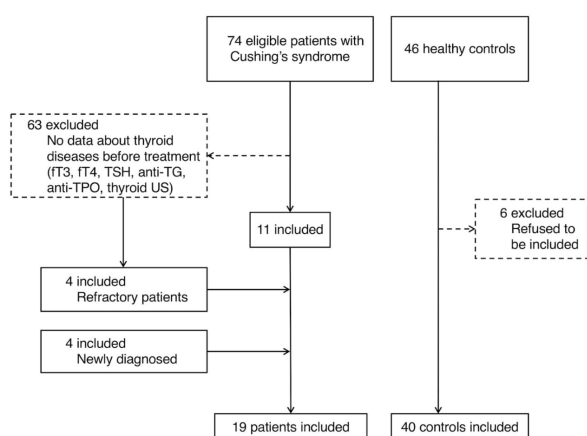 74 eligible patients with
Cushing's syndrome
46 healthy controls
63 excluded
No data about thyroid
diseases before treatment
(fT3, fT4, TSH, anti-TG,
anti-TPO, thyroid US)
11 included
6 excluded
Refused to
be included
4 included
Refractory patients
4 included
Newly diagnosed
19 patients included
40 controls included